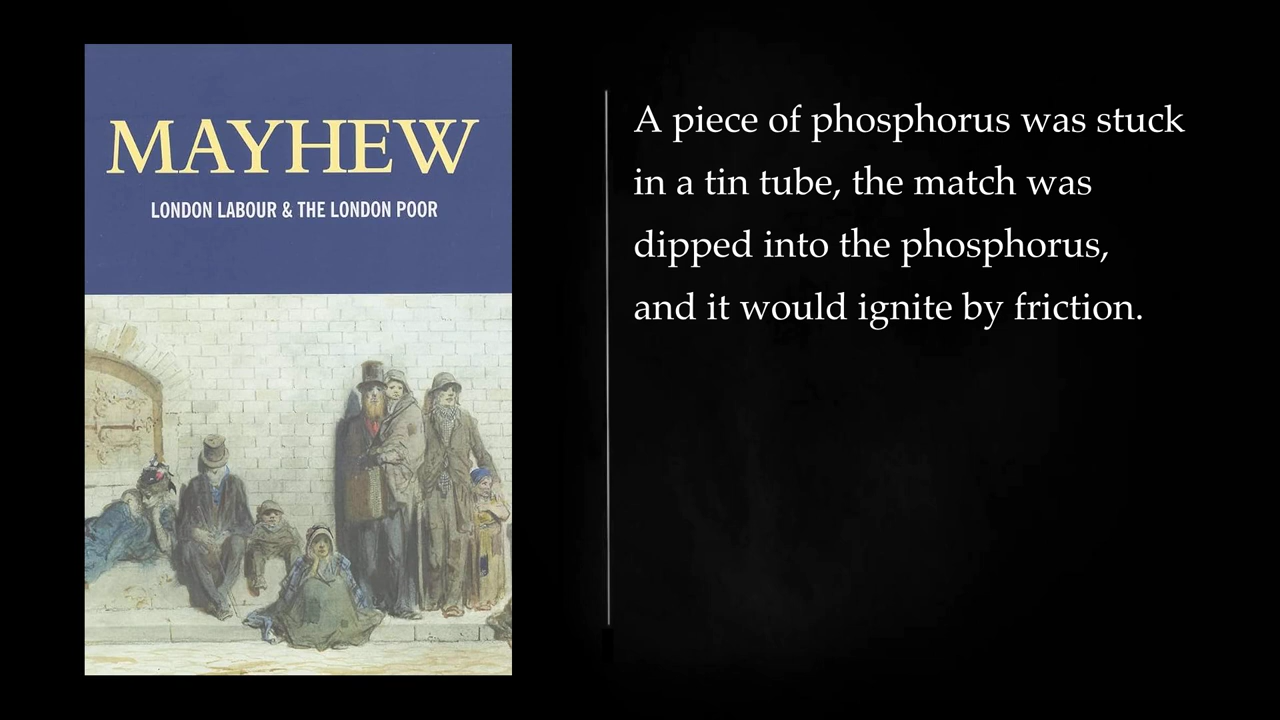 MAYHEW
LONDON LABOUR & THE LONDON POOR
A piece of phosphorus was stuck
in a tin tube, the match was
dipped into the phosphorus,
and it would ignite by friction.